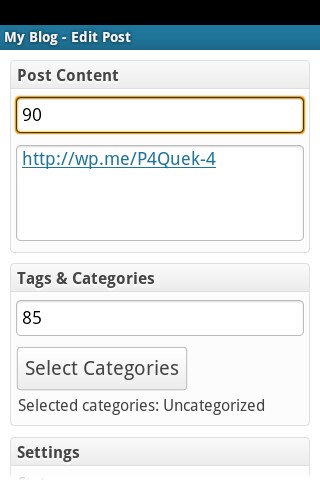 My Blog - Edit Post
Post Content
90
http://wp.me/P4Quek-4
Tags & Categories
85
Select Categories
Selected categories: Uncategorized
Settings